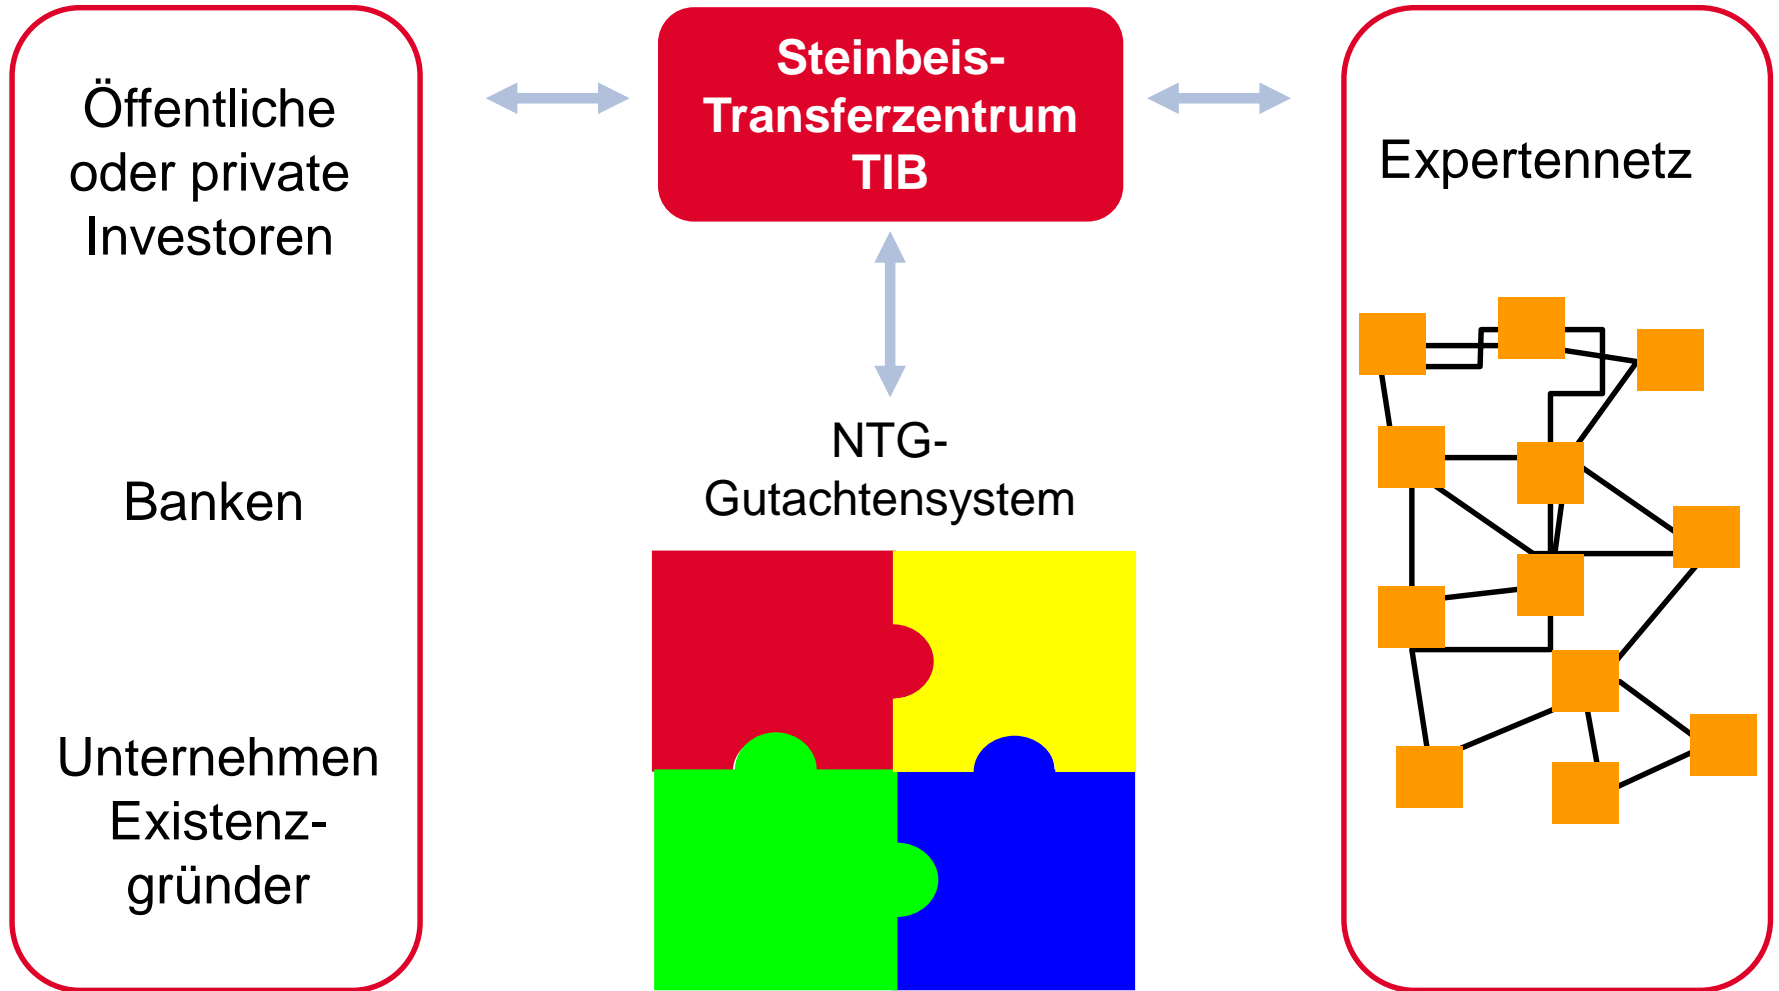 Öffentliche
oder private
Investoren
Banken
Unternehmen
Existenz-
gründer
Steinbeis-
Transferzentrum
TIB
NTG-
Gutachtensystem
Expertennetz